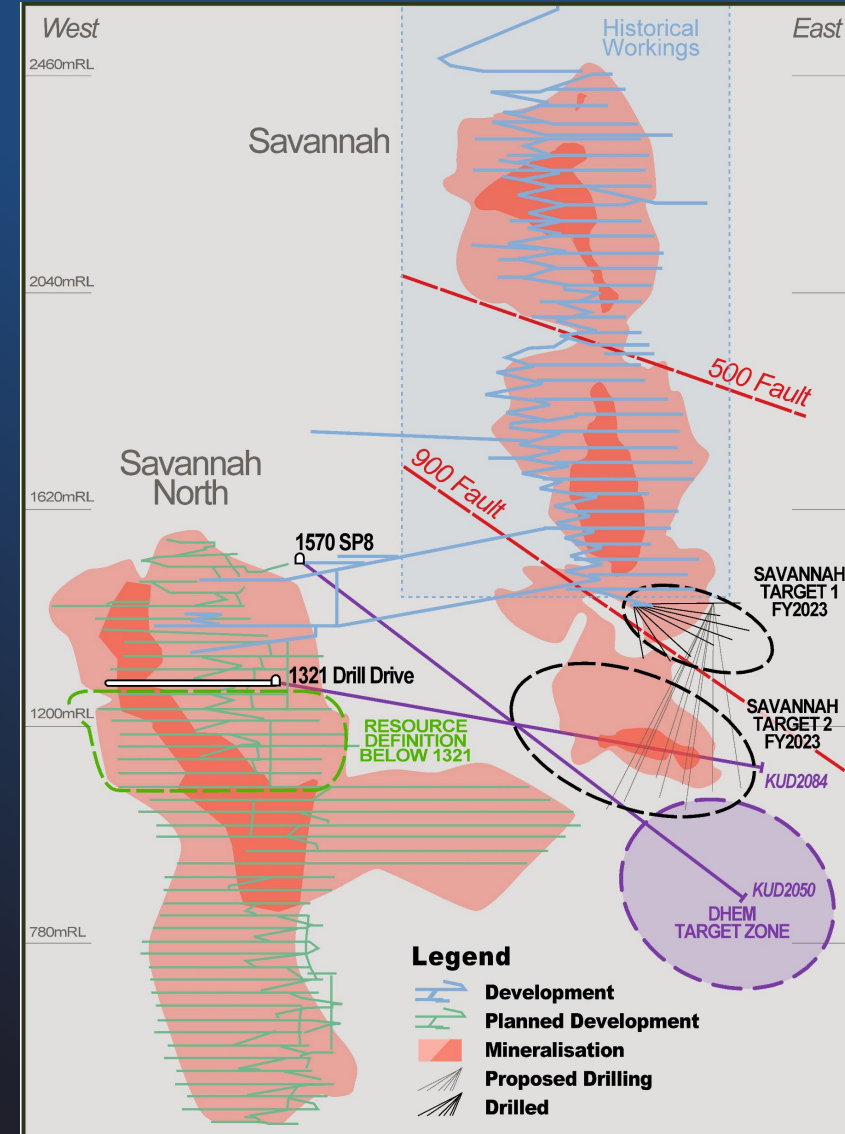 West
East
Historical
Workings
2460mRL
Savannah
2040mRL
500 Fault
900 Fault
Savannah
North
1620mRL
1570 SP8
SAVANNAH
TARGET 1
FY2023
1321 Drill Drive
1200mRL
RESOURCE
DEFINITION
BELOW 1321
SAVANNAH
TARGET 2
FY2023
KUD2084
KUD2050
DHEM
TARGET ZONE
780mRL
Legend
Development
Planned Development
Mineralisation
Proposed Drilling
Drilled